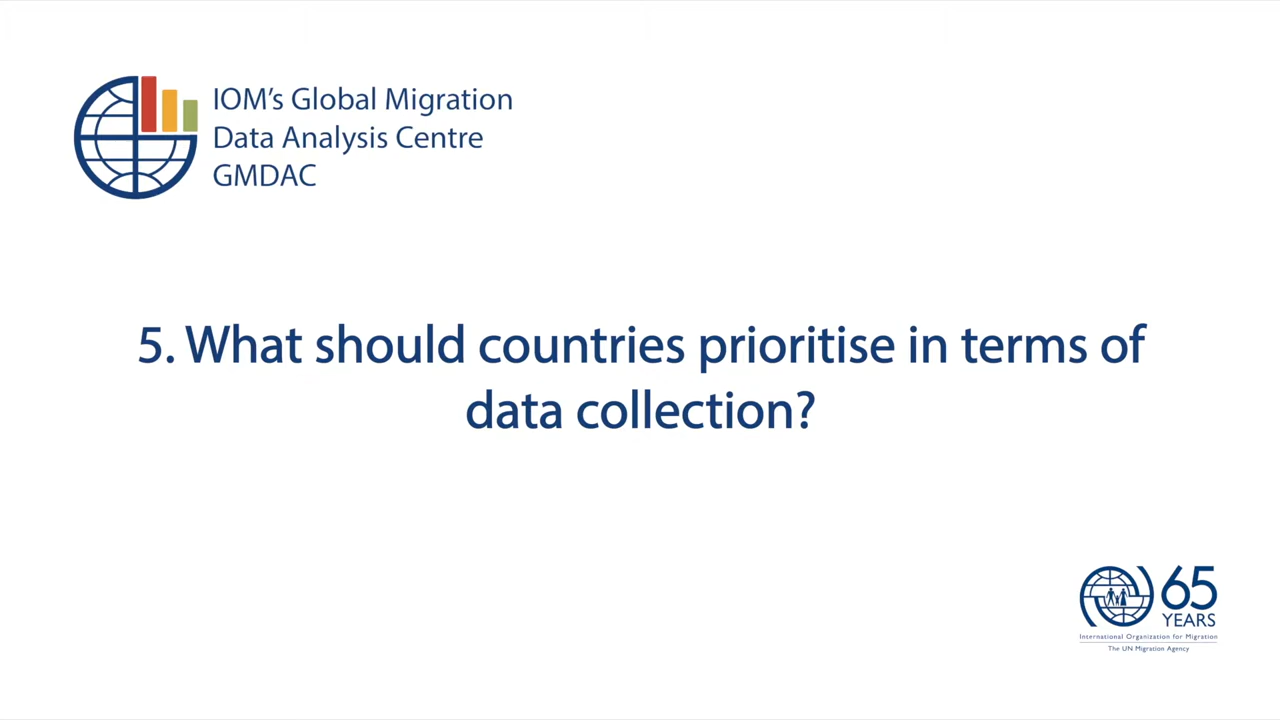 IOM's Global Migration
Data Analysis Centre
GMDAC
5. What should countries prioritise in terms of
data collection?
65
YEARS
International Organization for Migration
The UN Migration Agency